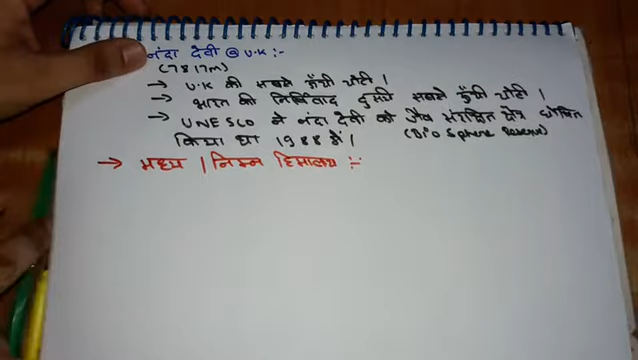 नंदा देवी @ U.K :-
(7817m)
→ U.K की सबसे ऊँची चोटी।
→ भारत की निर्विवाद दुसरी सबसे ऊँची चोटी।
→ UNESCO ने नंदा देवी को जैव संरक्षित क्षेत्र घोषित
किया था 1988 में। (Bio Sphere Reserve)
→ मध्य / निम्न हिमालय :-